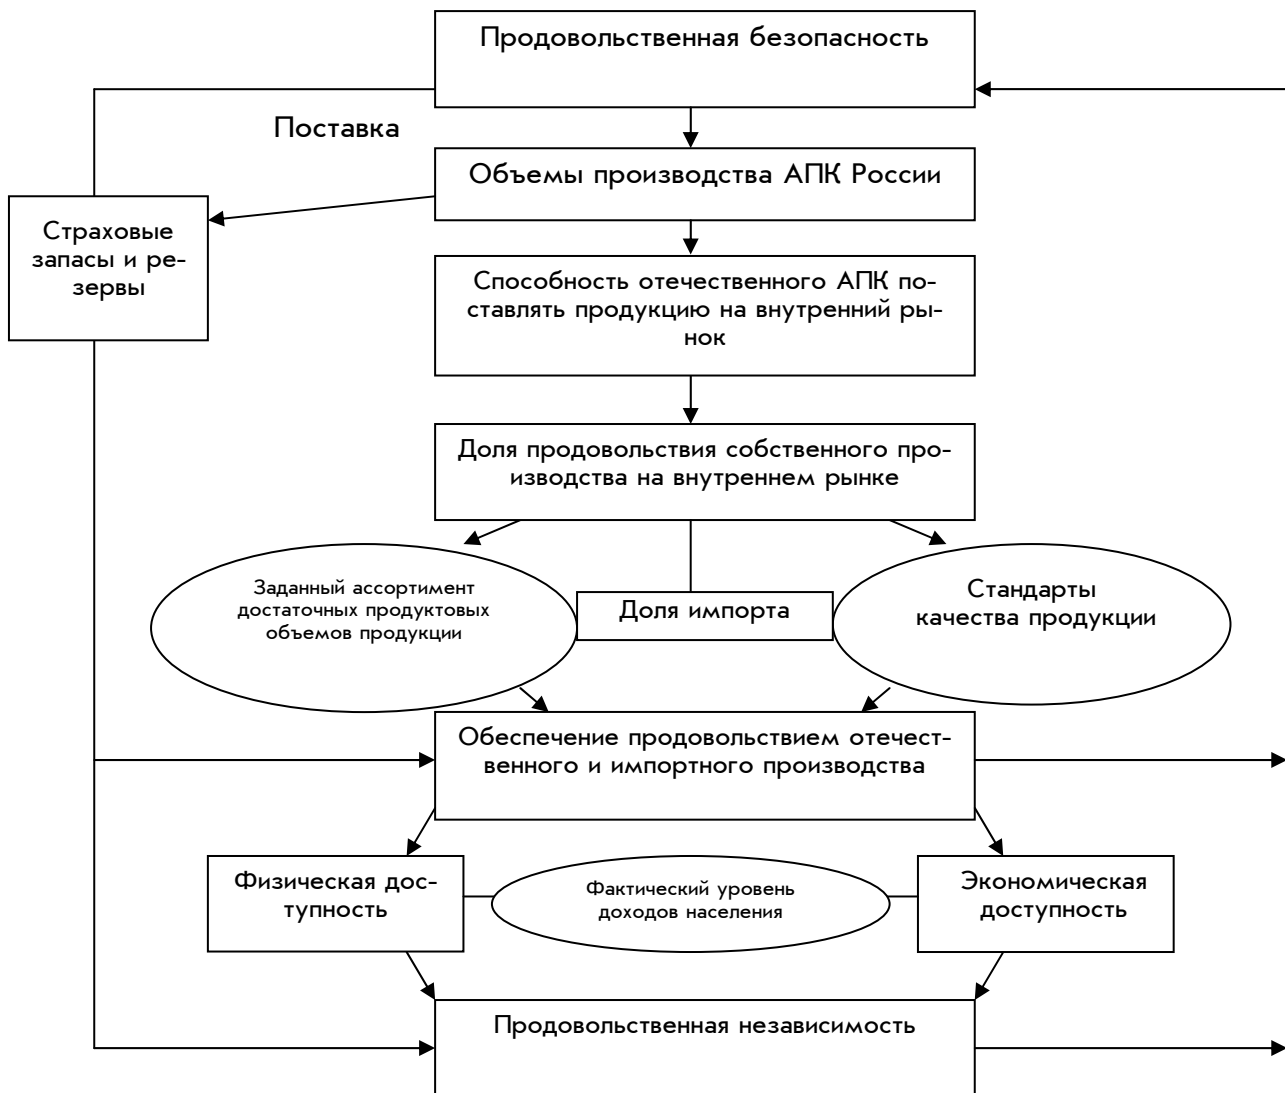 Продовольственная безопасность
Поставка
Объемы производства АПК России
Страховые
запасы и ре-
зервы
Способность отечественного АПК по-
ставлять продукцию на внутренний ры-
нок
Доля продовольствия собственного про-
изводства на внутреннем рынке
Заданный ассортимент
достаточных продуктовых
объемов продукции
Доля импорта
Стандарты
качества продукции
Обеспечение продовольствием отечест-
венного и импортного производства
Физическая дос-
тупность
Фактический уровень
доходов населения
Экономическая
доступность
Продовольственная независимость